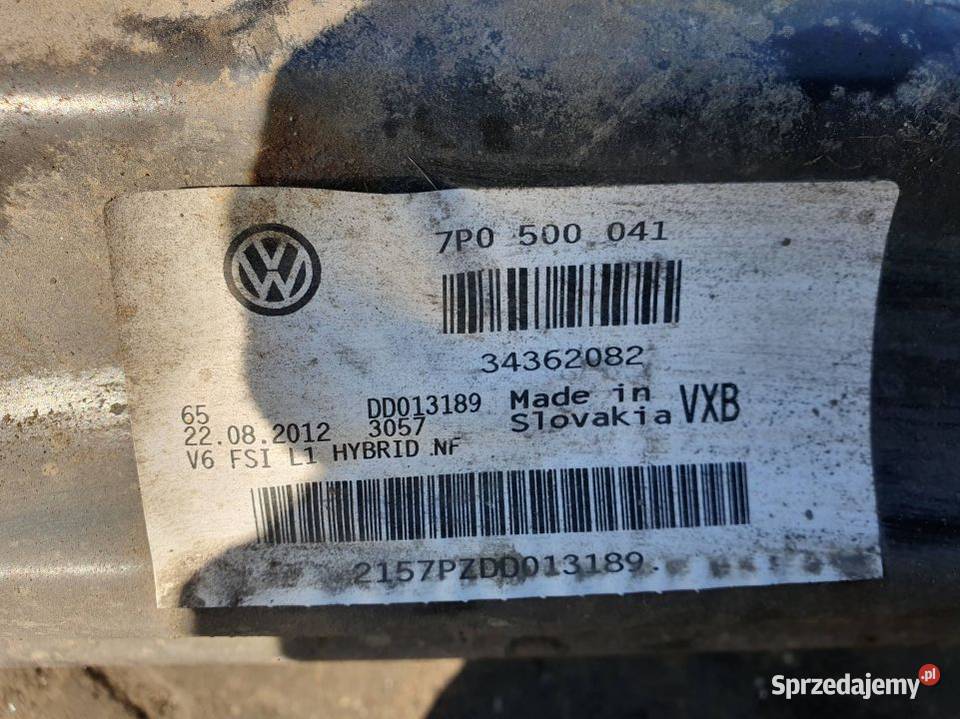 7P0 500 041
34362082
65 DD013189 Made in VXB
22.08.2012 3057 Slovakia
V6 FSI L1 HYBRID NF
2157PZDD013189
Sprzedajemy.pl